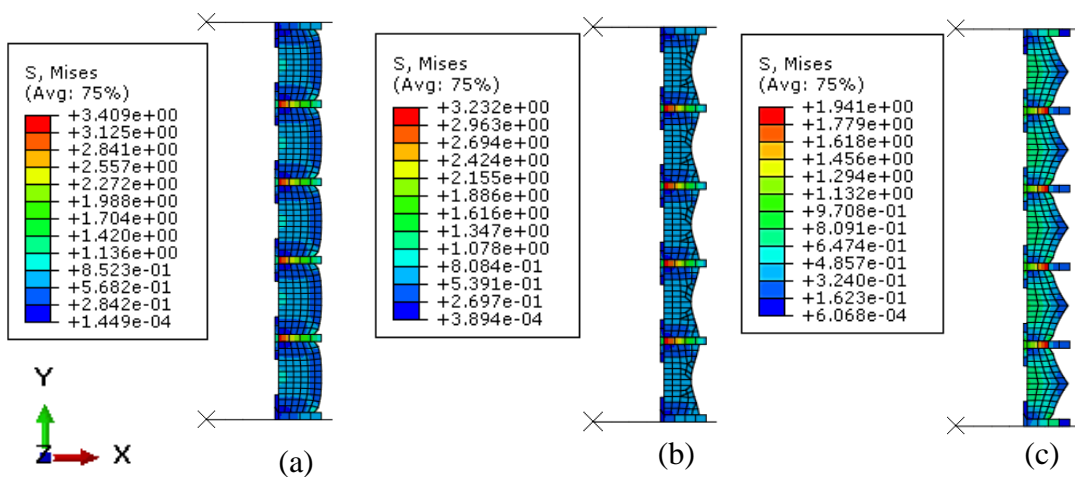 S, Mises
(Avg: 75%)
+3.409e+00
+3.125e+00
+2.841e+00
+2.557e+00
+2.272e+00
+1.988e+00
+1.704e+00
+1.420e+00
+1.136e+00
+8.523e-01
+5.682e-01
+2.842e-01
+1.449e-04
S, Mises
(Avg: 75%)
+3.232e+00
+2.963e+00
+2.694e+00
+2.424e+00
+2.155e+00
+1.886e+00
+1.616e+00
+1.347e+00
+1.078e+00
+8.084e-01
+5.391e-01
+2.697e-01
+3.894e-04
S, Mises
(Avg: 75%)
+1.941e+00
+1.779e+00
+1.618e+00
+1.456e+00
+1.294e+00
+1.132e+00
+9.708e-01
+8.091e-01
+6.474e-01
+4.857e-01
+3.240e-01
+1.623e-01
+6.068e-04
Y
Z
X
(a)
(b)
(c)